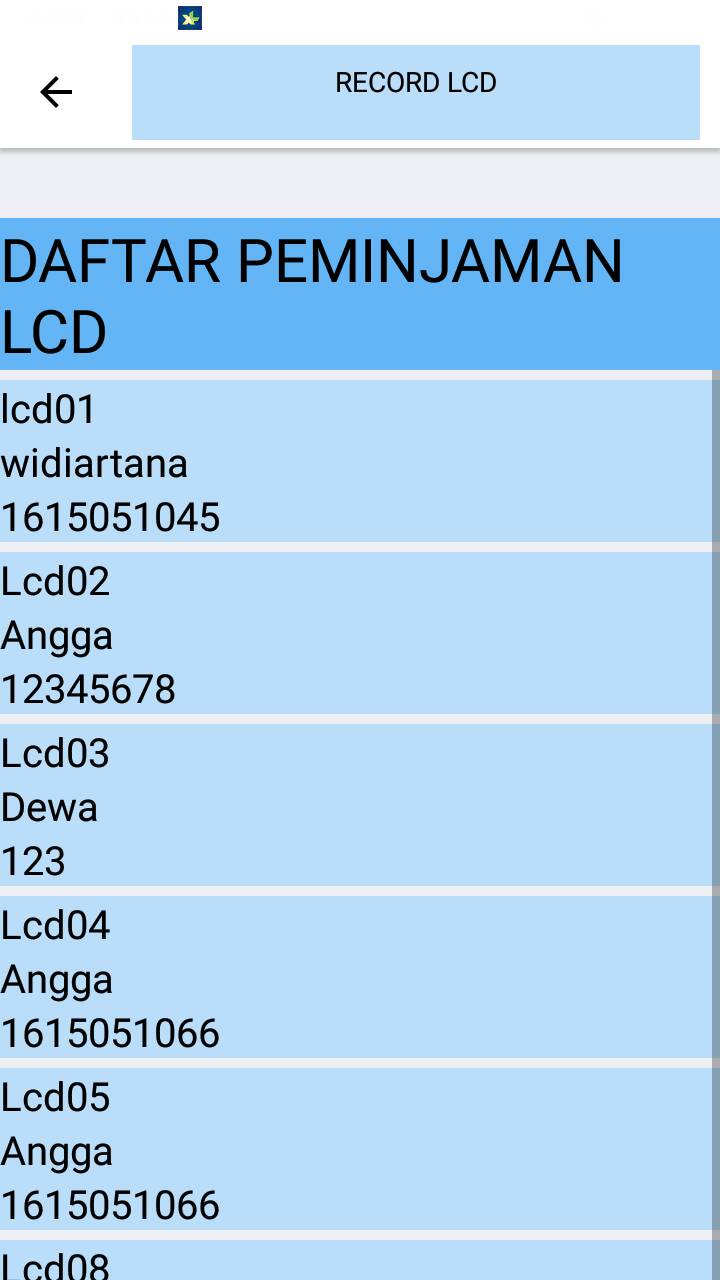 RECORD LCD
DAFTAR PEMINJAMAN
LCD
lcd01
widiartana
1615051045
Lcd02
Angga
12345678
Lcd03
Dewa
123
Lcd04
Angga
1615051066
Lcd05
Angga
1615051066
Lcd08